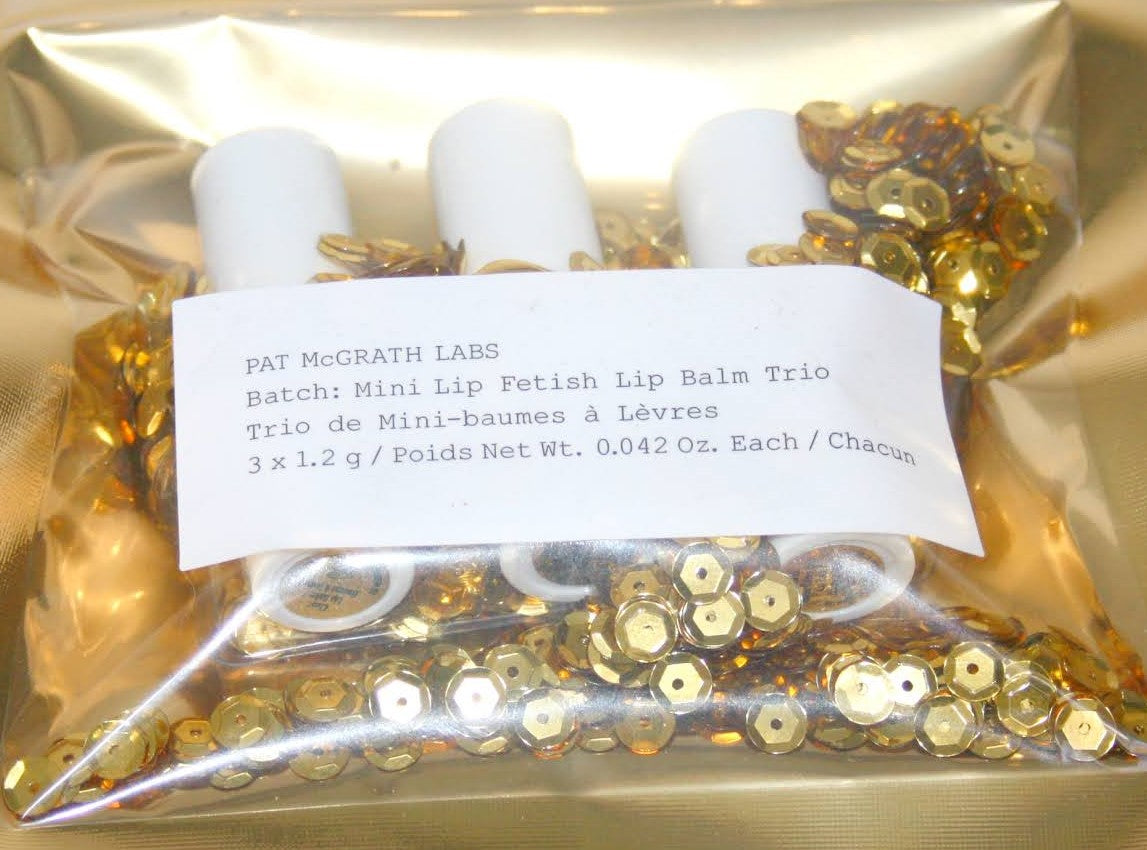 PAT McGRATH LABS
Batch: Mini Lip Fetish Lip Balm Trio
Trio de Mini-baumes à Lèvres
3 x 1.2 g / Poids Net Wt. 0.042 Oz. Each / Chacun